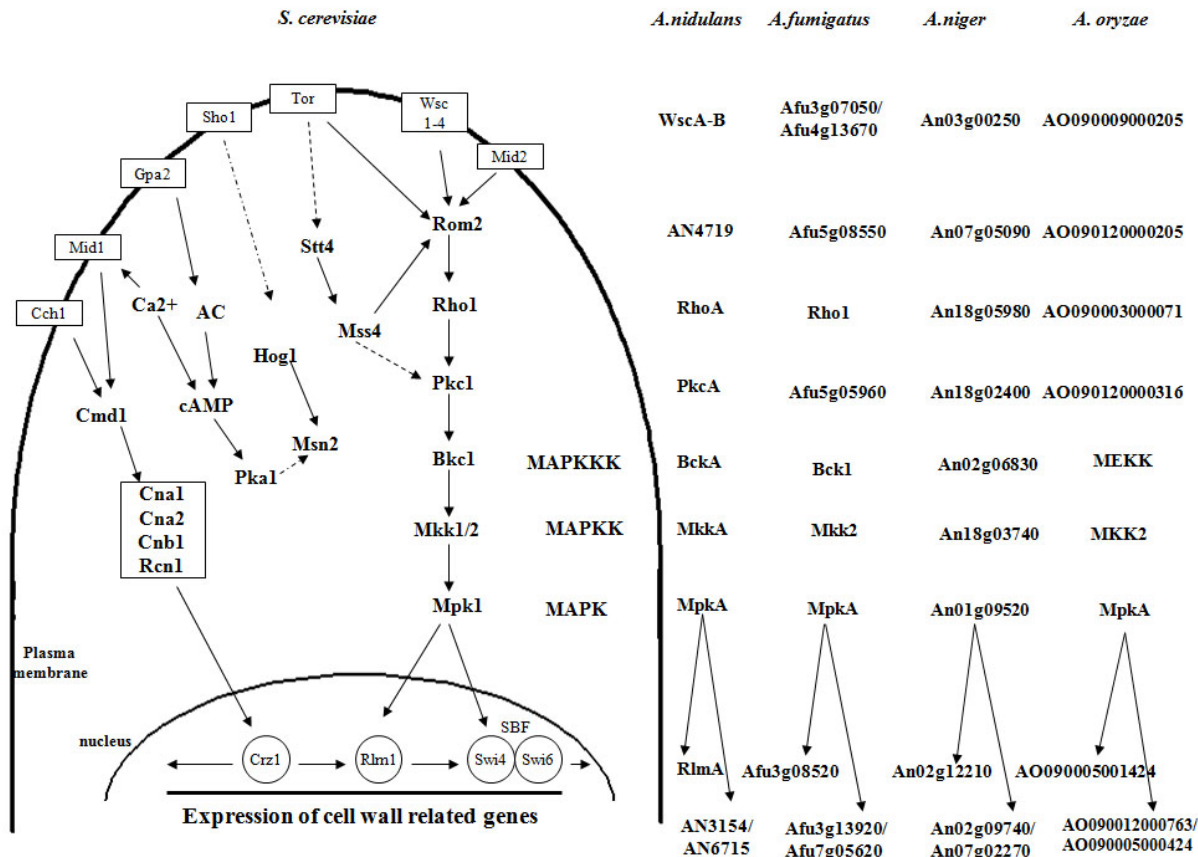 S. cerevisiae
A.nidulans A.fumigatus A.niger A. oryzae
Tor
Sho1
Wsc
1-4
Mid2
Gpa2
Mid1
Cch1
WscA-B
Afu3g07050/
Afu4g13670
An03g00250
AO090009000205
Rom2
Stt4
AN4719
Afu5g08550
An07g05090
AO090120000205
Ca2+
AC
Rho1
Mss4
RhoA
Rho1
An18g05980
AO090003000071
Hog1
Pkc1
PkcA
Afu5g05960
An18g02400
AO090120000316
Cmd1
cAMP
Msn2
Pka1
Bkc1
MAPKKK
BckA
Bck1
An02g06830
MEKK
Cna1
Cna2
Cnb1
Rcn1
Mkk1/2
MAPKK
MkkA
Mkk2
An18g03740
MKK2
Mpk1
MAPK
MpkA
MpkA
An01g09520
MpkA
Plasma
membrane
nucleus
SBF
Crz1
Rlm1
Swi4
Swi6
RlmA
Afu3g08520
An02g12210
AO090005001424
Expression of cell wall related genes
AN3154/
AN6715
Afu3g13920/
Afu7g05620
An02g09740/
An07g02270
AO090012000763/
AO090005000424